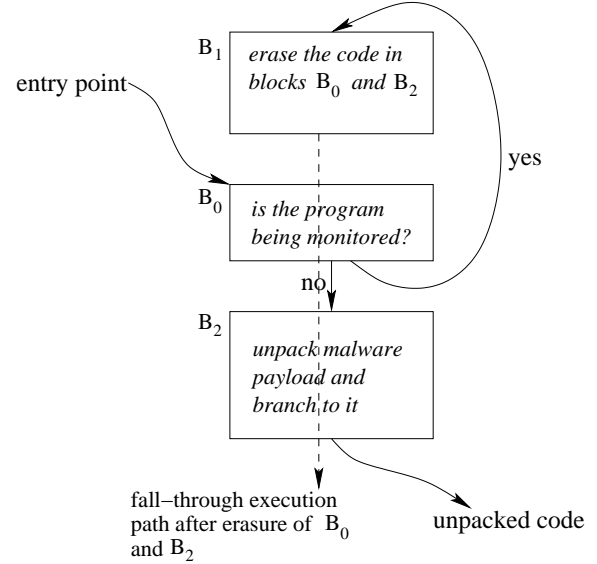 B1
erase the code in
blocks B0 and B2
entry point
yes
B0
is the program
being monitored?
no
B2
unpack malware
payload and
branch to it
fall−through execution
path after erasure of B0
and B2
unpacked code